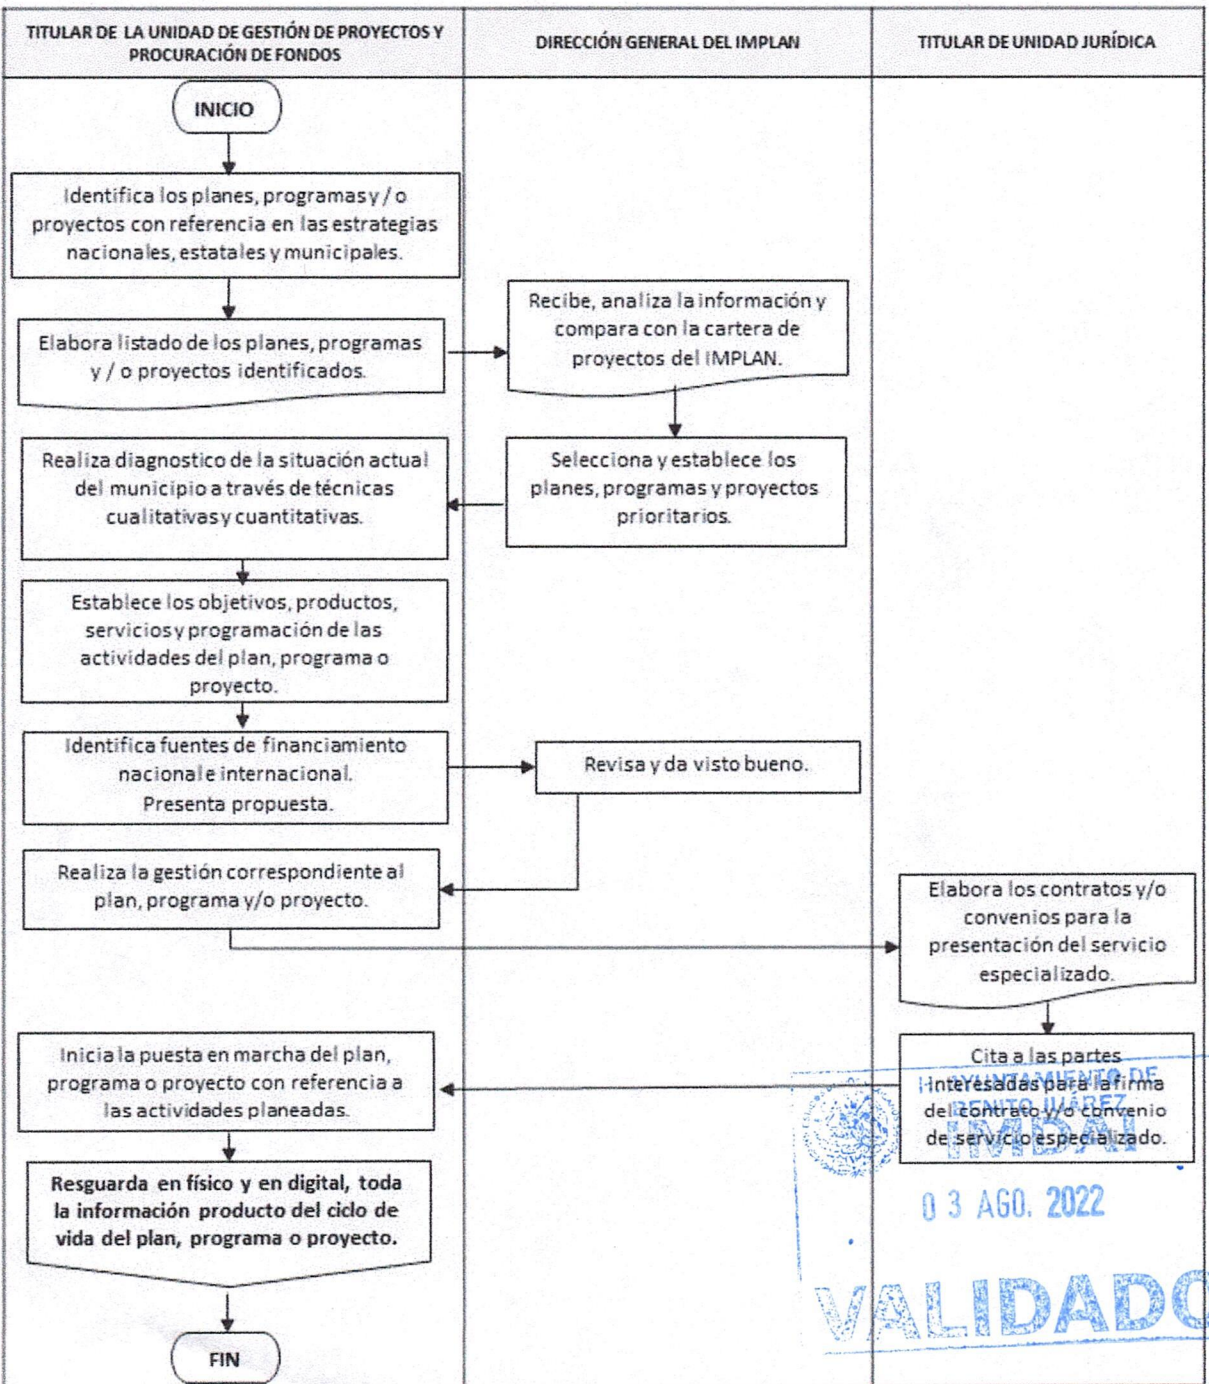 TITULAR DE LA UNIDAD DE GESTIÓN DE PROYECTOS Y
PROCURACIÓN DE FONDOS
DIRECCIÓN GENERAL DEL IMPLAN
TITULAR DE UNIDAD JURÍDICA
INICIO
Identifica los planes, programas y / o
proyectos con referencia en las estrategias
nacionales, estatales y municipales.
Elabora listado de los planes, programas
y / o proyectos identificados.
Recibe, analiza la información y
compara con la cartera de
proyectos del IMPLAN.
Selecciona y establece los
planes, programas y proyectos
prioritarios.
Realiza diagnostico de la situación actual
del municipio a través de técnicas
cualitativas y cuantitativas.
Establece los objetivos, productos,
servicios y programación de las
actividades del plan, programa o
proyecto.
Identifica fuentes de financiamiento
nacional e internacional.
Presenta propuesta.
Revisa y da visto bueno.
Realiza la gestión correspondiente al
plan, programa y/o proyecto.
Elabora los contratos y/o
convenios para la
presentación del servicio
especializado.
Cita a las partes
interesadas para la firma
del contrato y/o convenio
de servicio especializado.
Inicia la puesta en marcha del plan,
programa o proyecto con referencia a
las actividades planeadas.
Resguarda en físico y en digital, toda
la información producto del ciclo de
vida del plan, programa o proyecto.
FIN
AYUNTAMIENTO DE
BENITO JUÁREZ
IMDAI
03 AGO. 2022
VALIDADO